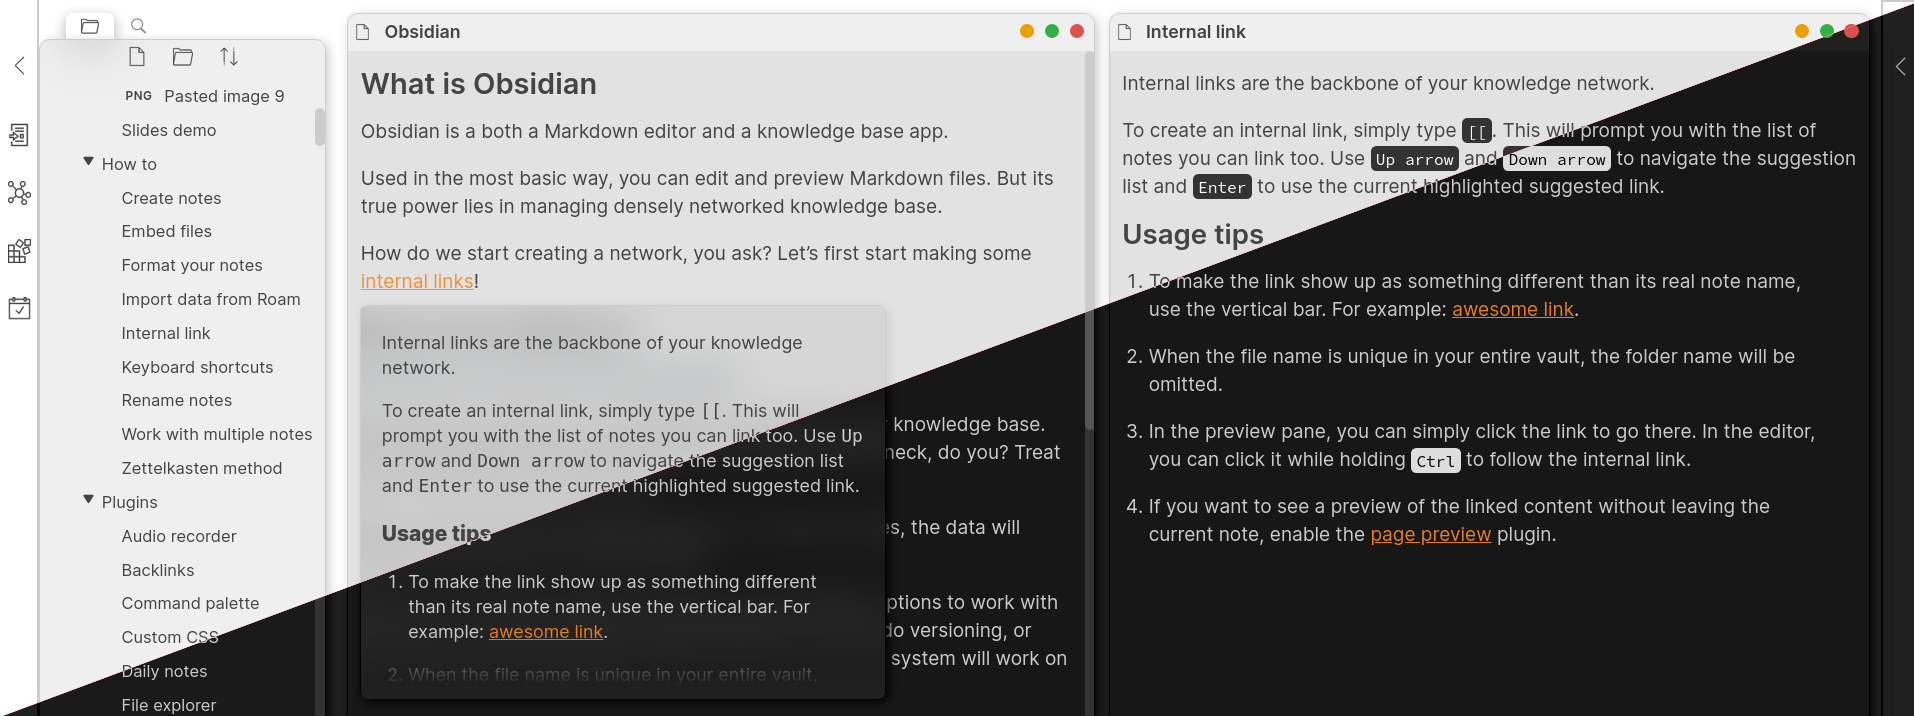 PNG Pasted image 9
Slides demo
How to
Create notes
Embed files
Format your notes
Import data from Roam
Internal link
Keyboard shortcuts
Rename notes
Work with multiple notes
Zettelkasten method
Plugins
Audio recorder
Backlinks
Command palette
Custom CSS
Daily notes
File explorer
Obsidian
What is Obsidian
Obsidian is a both a Markdown editor and a knowledge base app.
Used in the most basic way, you can edit and preview Markdown files. But its
true power lies in managing densely networked knowledge base.
How do we start creating a network, you ask? Let’s first start making some
internal links!
Internal links are the backbone of your knowledge
network.
To create an internal link, simply type [[. This will
prompt you with the list of notes you can link too. Use Up
arrow and Down arrow to navigate the suggestion list
and Enter to use the current highlighted suggested link.
Usage tips
1. To make the link show up as something different
than its real note name, use the vertical bar. For
example: awesome link.
2. When the file name is unique in your entire vault,
knowledge base.
neck, do you? Treat
es, the data will
ptions to work with
do versioning, or
system will work on
Internal link
Internal links are the backbone of your knowledge network.
To create an internal link, simply type [[. This will prompt you with the list of
notes you can link too. Use Up arrow and Down arrow to navigate the suggestion
list and Enter to use the current highlighted suggested link.
Usage tips
1. To make the link show up as something different than its real note name,
use the vertical bar. For example: awesome link.
2. When the file name is unique in your entire vault, the folder name will be
omitted.
3. In the preview pane, you can simply click the link to go there. In the editor,
you can click it while holding Ctrl to follow the internal link.
4. If you want to see a preview of the linked content without leaving the
current note, enable the page preview plugin.